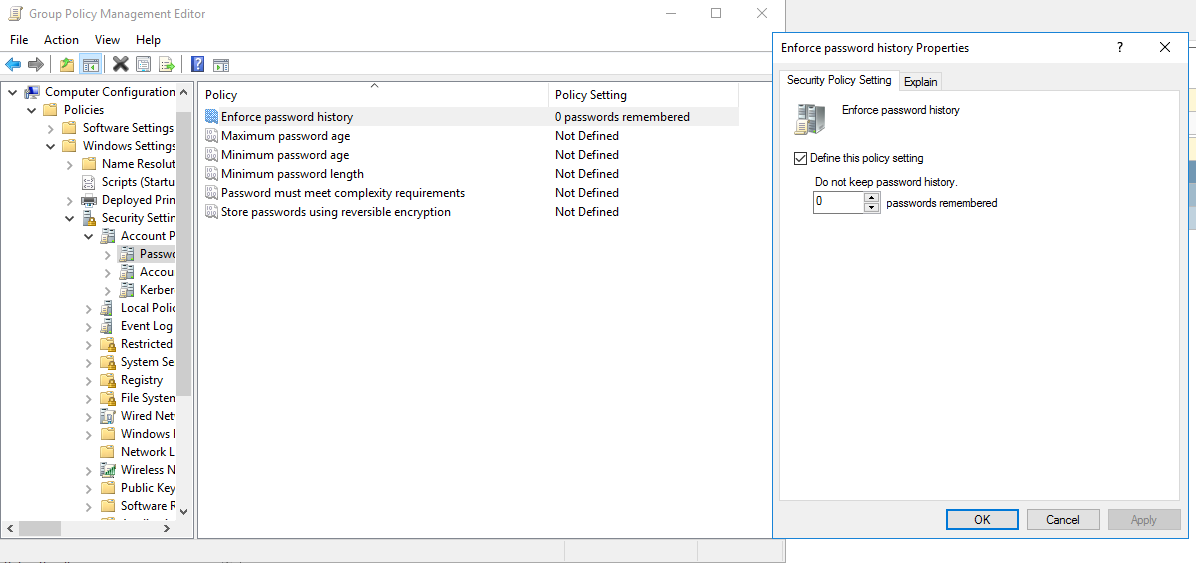 Group Policy Management Editor
File Action View Help
Computer Configuration
Policies
Software Settings
Windows Settings
Name Resolut
Scripts (Startu
Deployed Prin
Security Settin
Account P
Passwo
Accou
Kerber
Local Polic
Event Log
Restricted
System Se
Registry
File System
Wired Net
Windows
Network L
Wireless N
Public Key
Software R
Policy Policy Setting
Enforce password history 0 passwords remembered
Maximum password age Not Defined
Minimum password age Not Defined
Minimum password length Not Defined
Password must meet complexity requirements Not Defined
Store passwords using reversible encryption Not Defined
Enforce password history Properties ?
Security Policy Setting Explain
Enforce password history
Define this policy setting
Do not keep password history.
0 passwords remembered
OK Cancel Apply